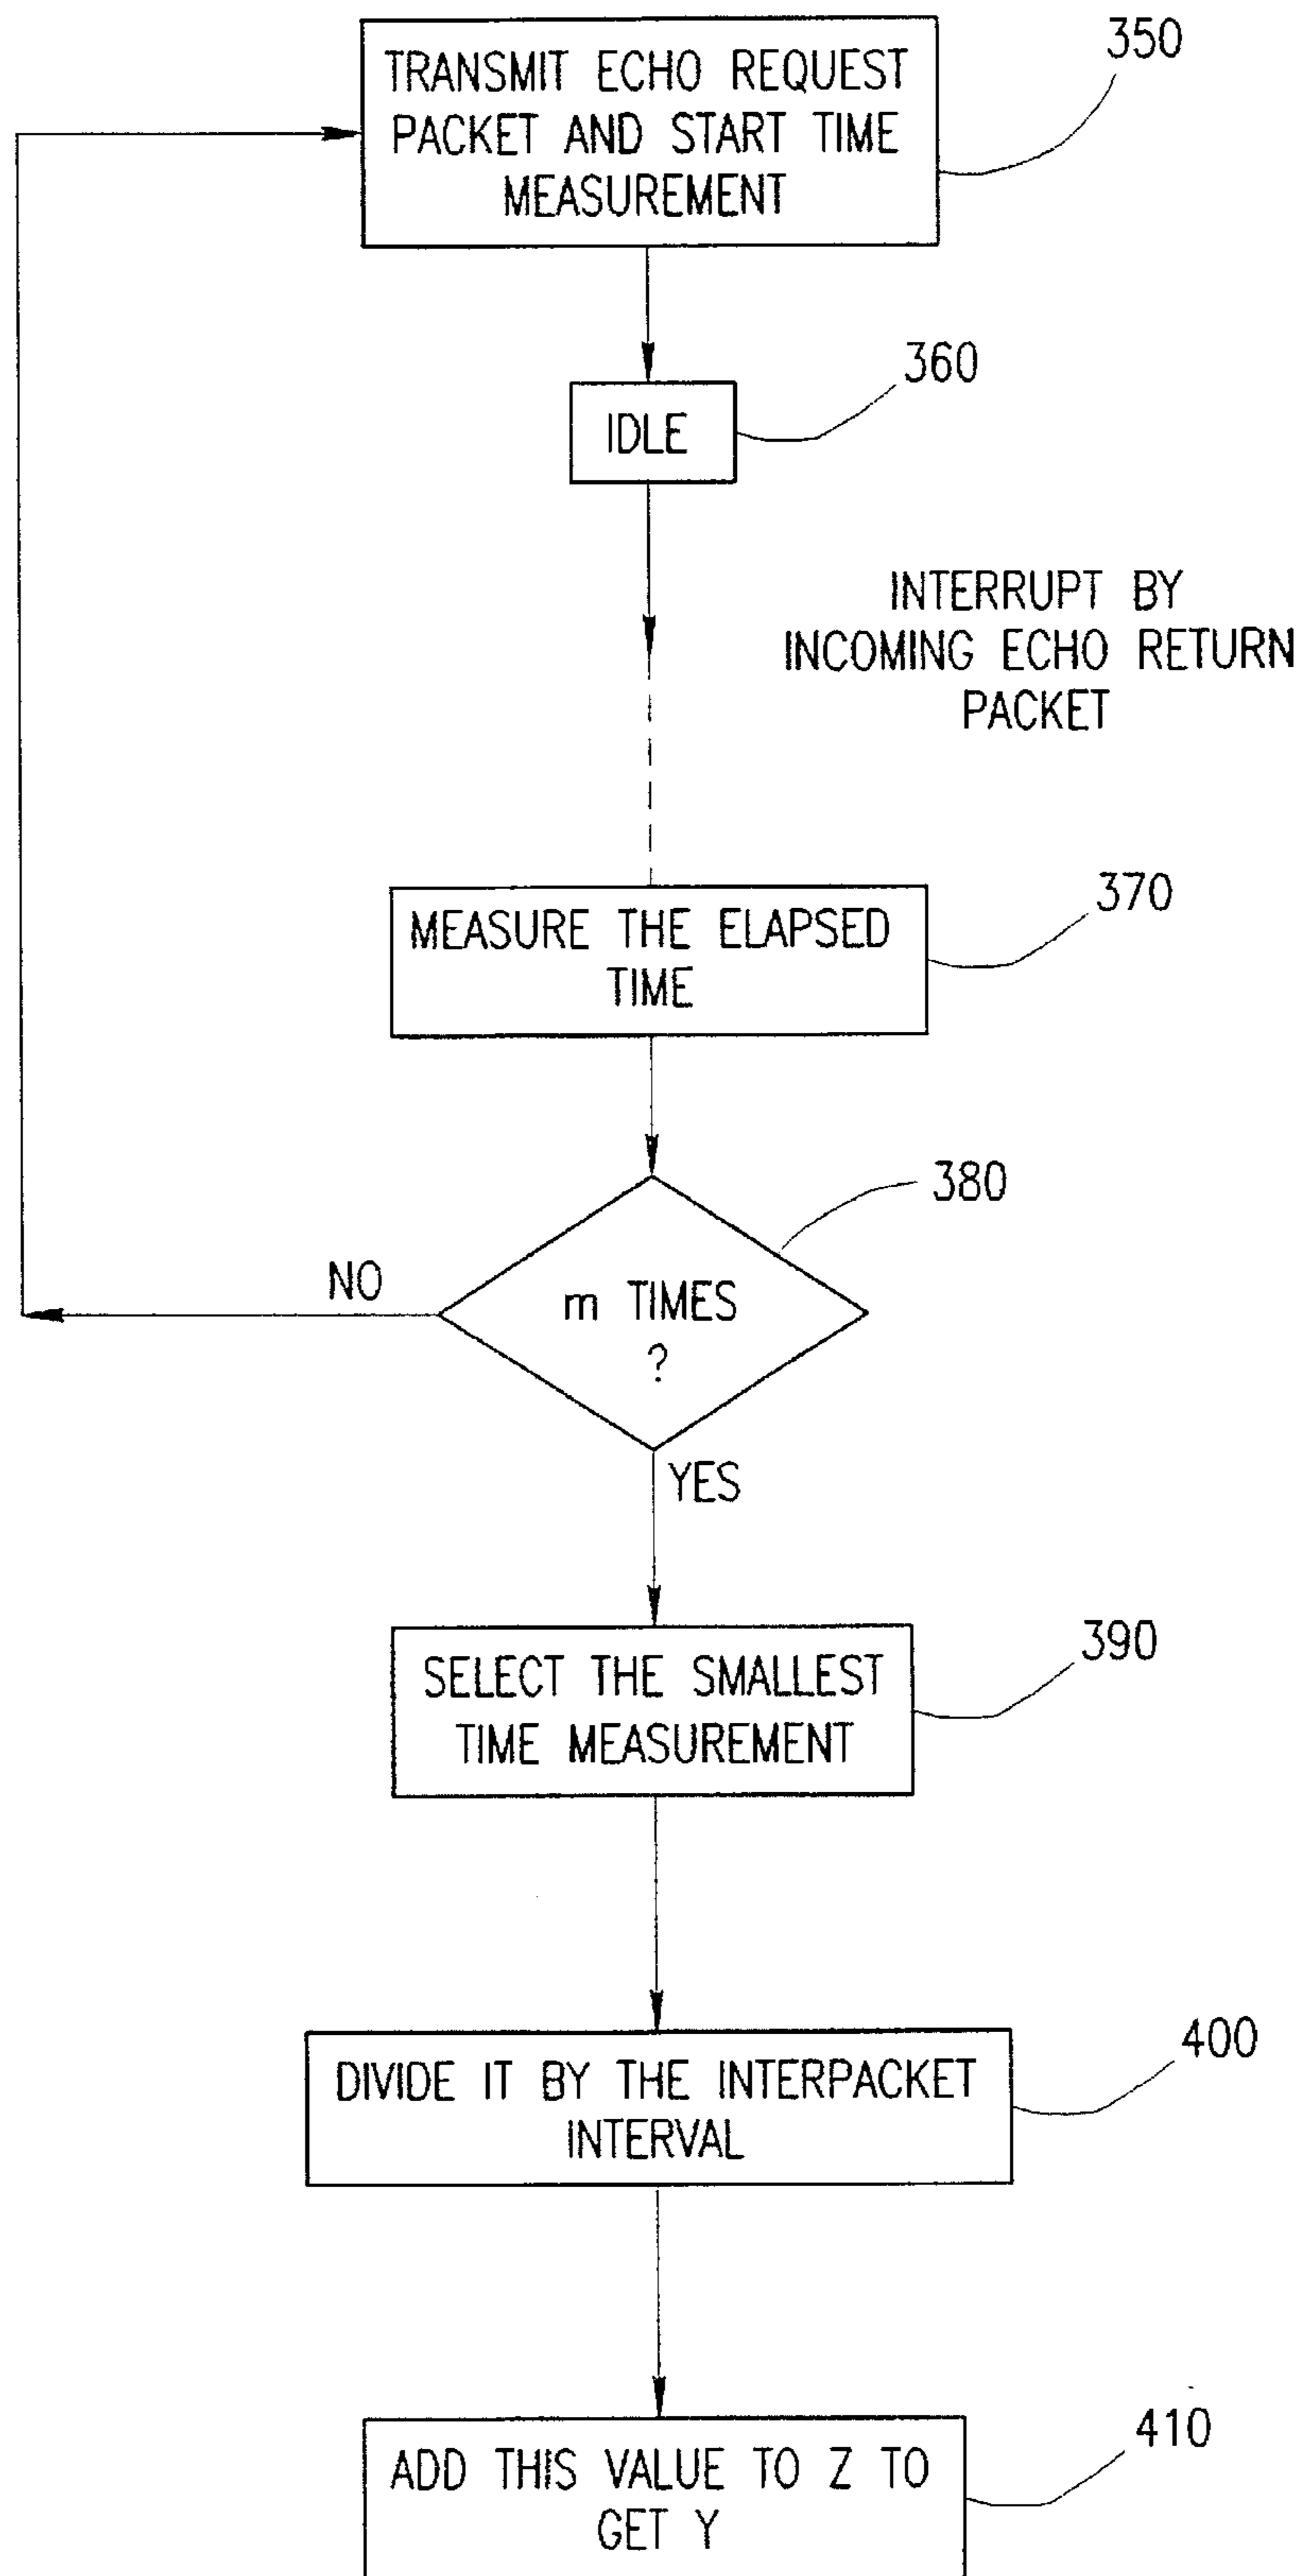 350
TRANSMIT ECHO REQUEST
PACKET AND START TIME
MEASUREMENT
360
IDLE
INTERRUPT BY
INCOMING ECHO RETURN
PACKET
370
MEASURE THE ELAPSED
TIME
380
m TIMES
?
NO
YES
390
SELECT THE SMALLEST
TIME MEASUREMENT
400
DIVIDE IT BY THE INTERPACKET
INTERVAL
410
ADD THIS VALUE TO Z TO
GET Y